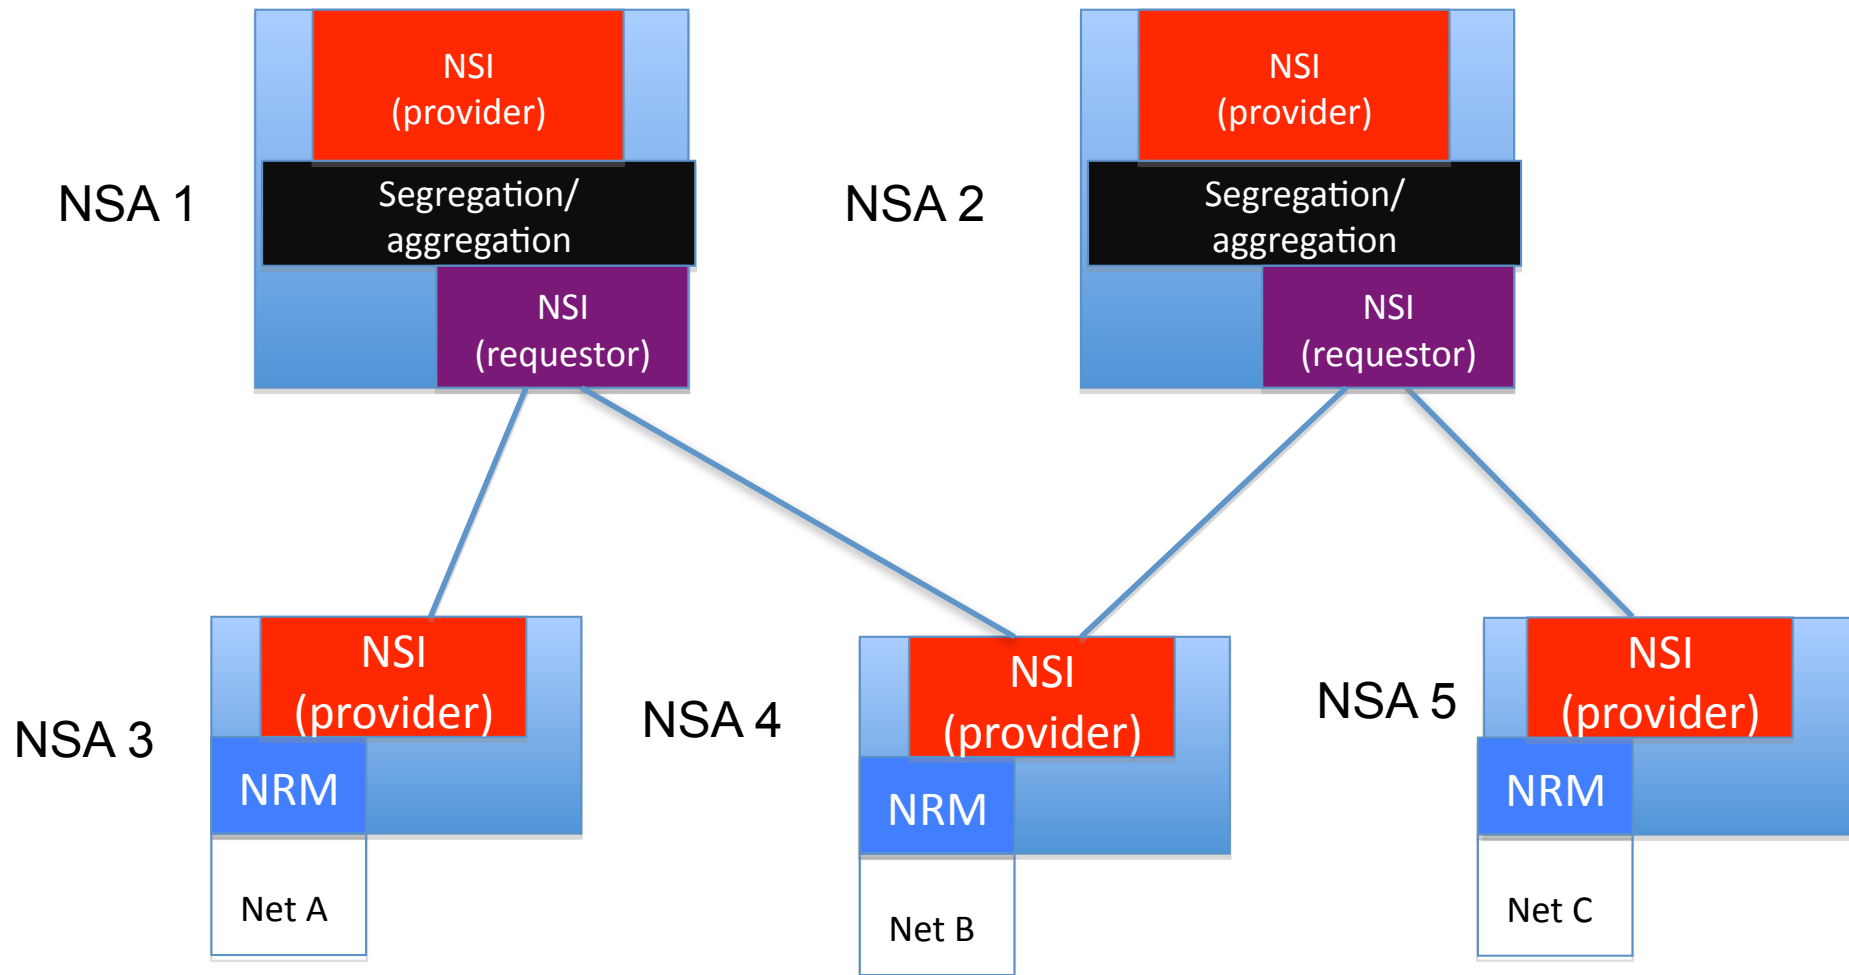 NSA 1
NSI
(provider)
Segregation/
aggregation
NSI
(requestor)
NSA 2
NSI
(provider)
Segregation/
aggregation
NSI
(requestor)
NSA 3
NSI
(provider)
NRM
Net A
NSA 4
NSI
(provider)
NRM
Net B
NSA 5
NSI
(provider)
NRM
Net C